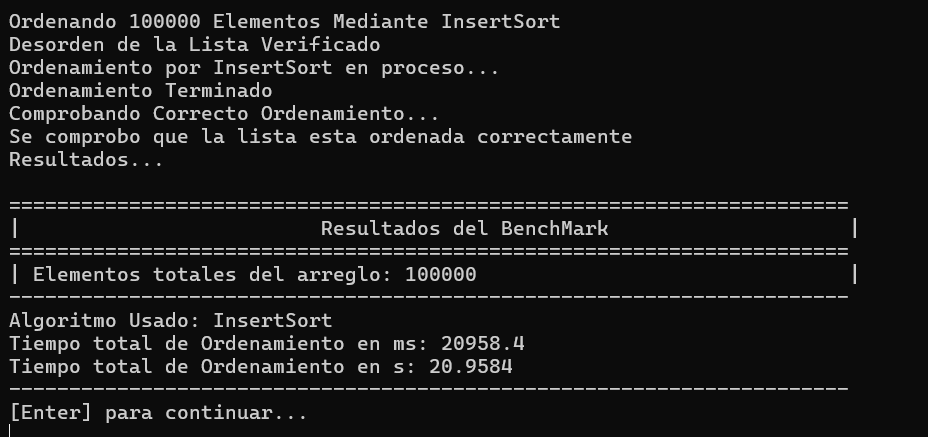 Ordenando 100000 Elementos Mediante InsertSort
Desorden de la Lista Verificado
Ordenamiento por InsertSort en proceso...
Ordenamiento Terminado
Comprobando Correcto Ordenamiento...
Se comprobo que la lista esta ordenada correctamente
Resultados...
======================================================================
|                         Resultados del BenchMark                    |
======================================================================
| Elementos totales del arreglo: 100000                               |
----------------------------------------------------------------------
Algoritmo Usado: InsertSort
Tiempo total de Ordenamiento en ms: 20958.4
Tiempo total de Ordenamiento en s: 20.9584
----------------------------------------------------------------------
[Enter] para continuar...